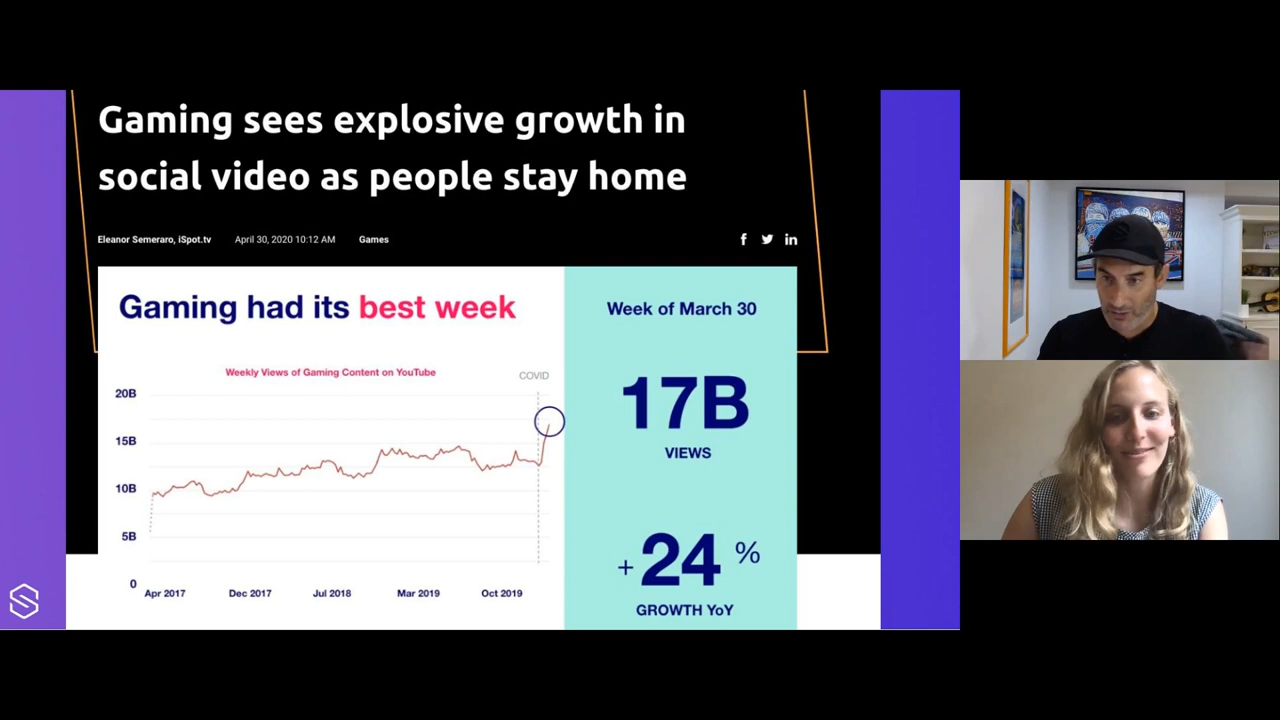 Gaming sees explosive growth in
social video as people stay home
Eleanor Semeraro, iSpot.tv April 30, 2020 10:12 AM Games
Gaming had its best week
Weekly Views of Gaming Content on YouTube
COVID
20B
15B
10B
5B
0
Apr 2017 Dec 2017 Jul 2018 Mar 2019 Oct 2019
Week of March 30
17B
VIEWS
+24%
GROWTH YoY